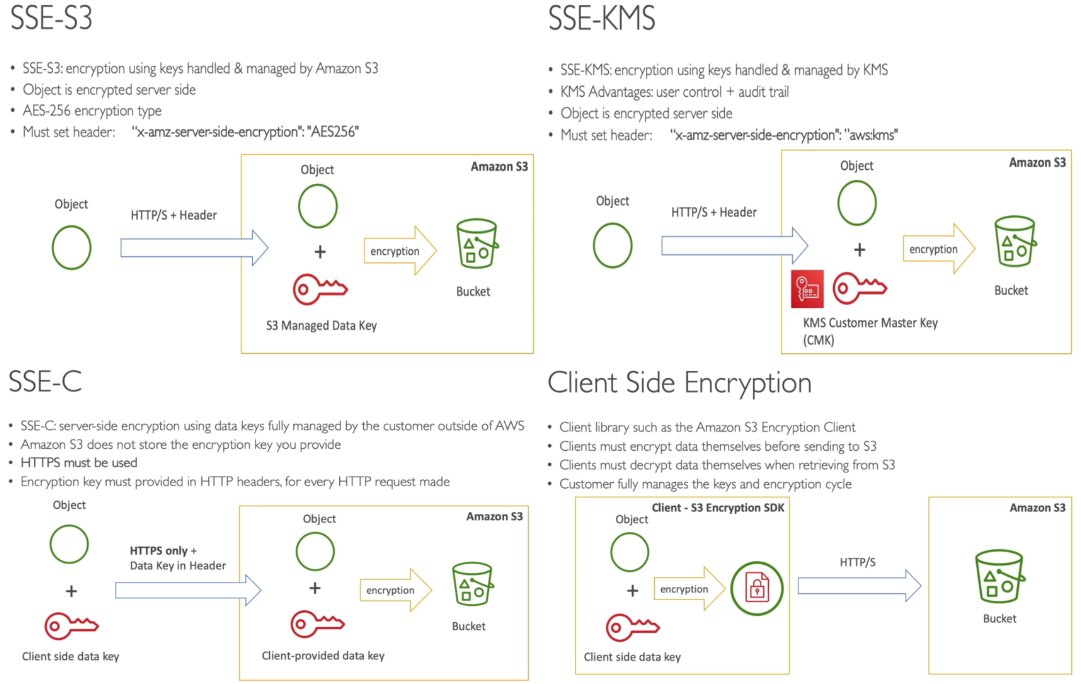 SSE-S3
• SSE-S3: encryption using keys handled & managed by Amazon S3
• Object is encrypted server side
• AES-256 encryption type
• Must set header: “x-amz-server-side-encryption": "AES256"
Object
HTTP/S + Header
Amazon S3
Object
+
encryption
Bucket
S3 Managed Data Key
SSE-KMS
• SSE-KMS: encryption using keys handled & managed by KMS
• KMS Advantages: user control + audit trail
• Object is encrypted server side
• Must set header: “x-amz-server-side-encryption": "aws:kms"
Object
HTTP/S + Header
Amazon S3
Object
+
encryption
Bucket
KMS Customer Master Key
(CMK)
SSE-C
• SSE-C: server-side encryption using data keys fully managed by the customer outside of AWS
• Amazon S3 does not store the encryption key you provide
• HTTPS must be used
• Encryption key must provided in HTTP headers, for every HTTP request made
Object
+
Client side data key
HTTPS only +
Data Key in Header
Amazon S3
Object
+
Client-provided data key
encryption
Bucket
Client Side Encryption
• Client library such as the Amazon S3 Encryption Client
• Clients must encrypt data themselves before sending to S3
• Clients must decrypt data themselves when retrieving from S3
• Customer fully manages the keys and encryption cycle
Client - S3 Encryption SDK
Object
+
encryption
Client side data key
HTTP/S
Amazon S3
Bucket